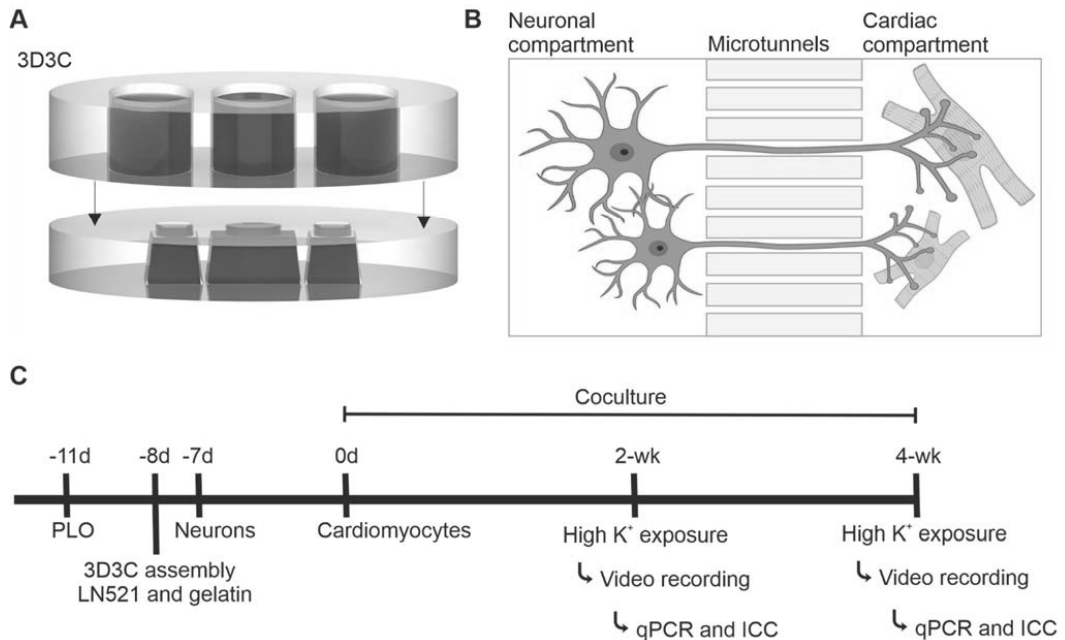 A
3D3C
B
Neuronal
compartment
Microtunnels
Cardiac
compartment
C
Coculture
-11d
-8d
-7d
0d
2-wk
4-wk
PLO
Neurons
Cardiomyocytes
3D3C assembly
LN521 and gelatin
High K⁺ exposure
Video recording
qPCR and ICC
High K⁺ exposure
Video recording
qPCR and ICC